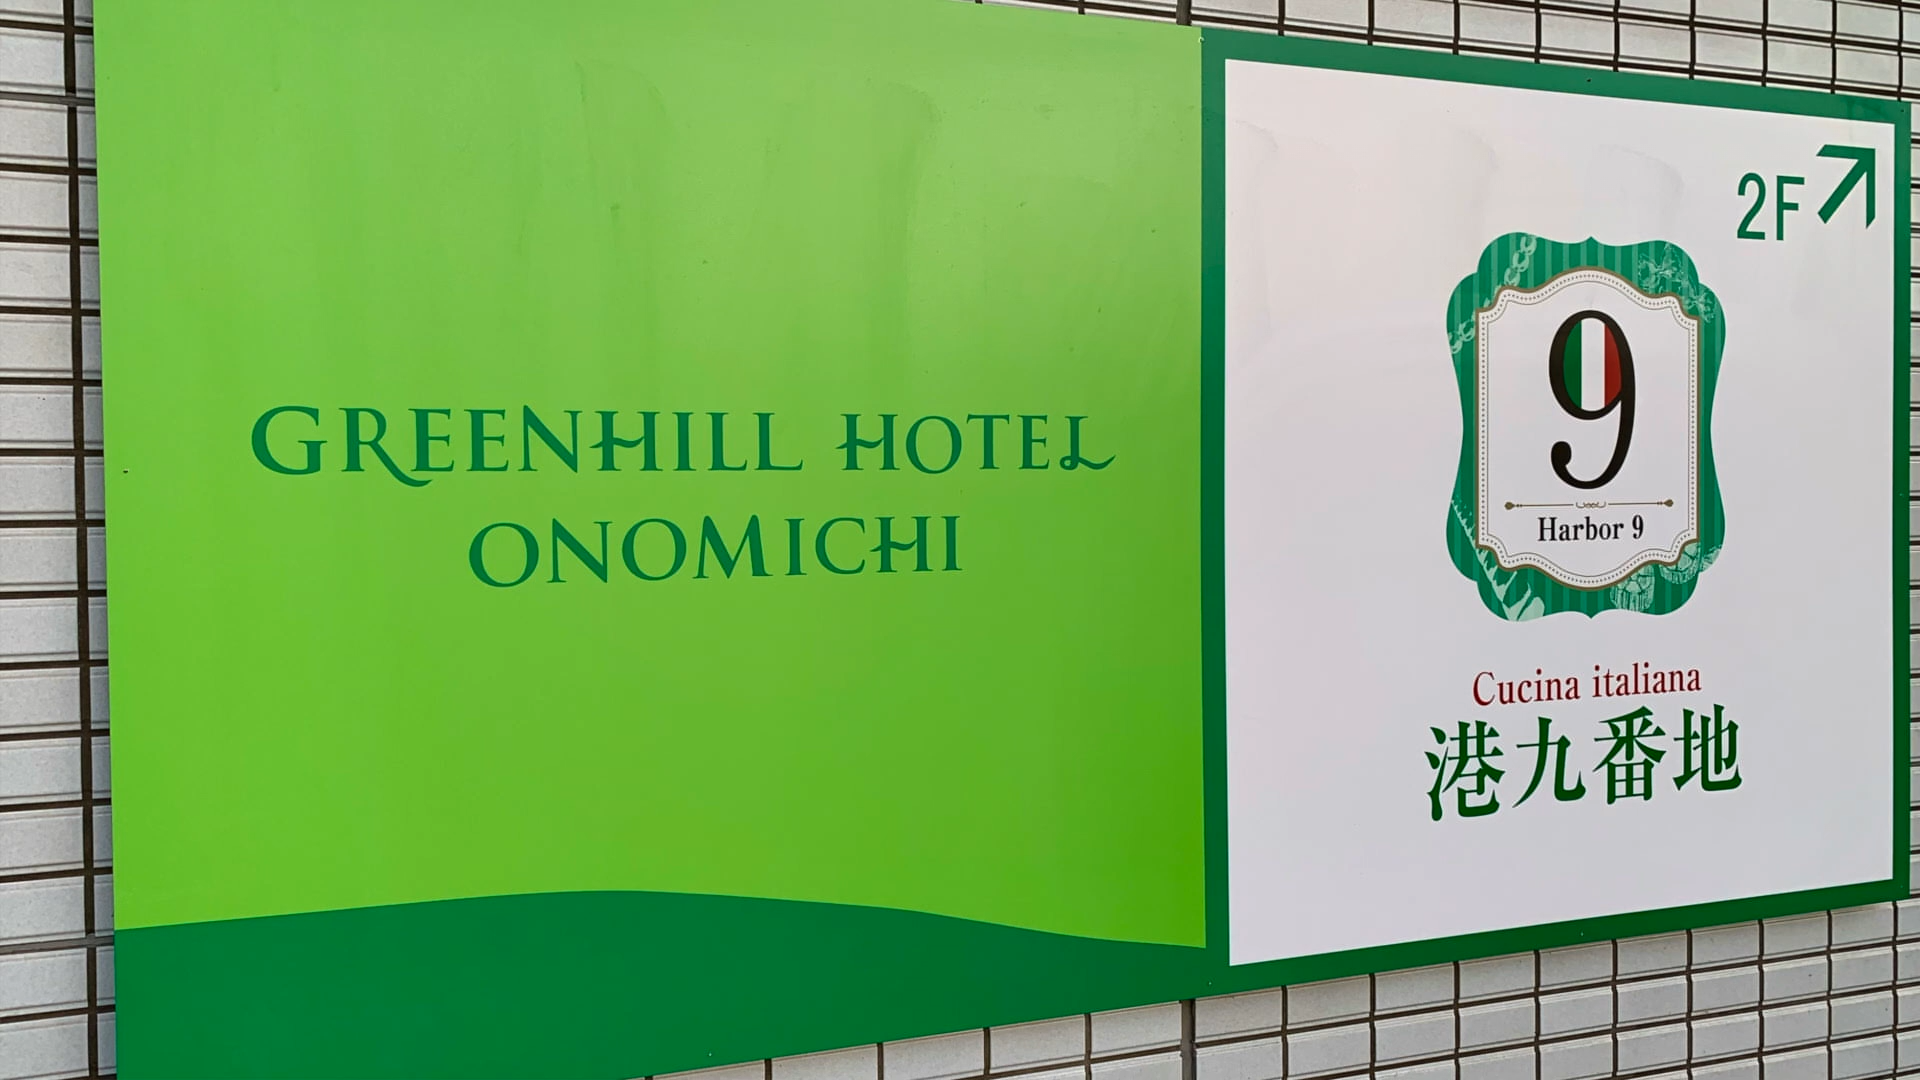 GREENHILL HOTEL
ONOMICHI
2F
9
Harbor 9
Cucina italiana
港九番地